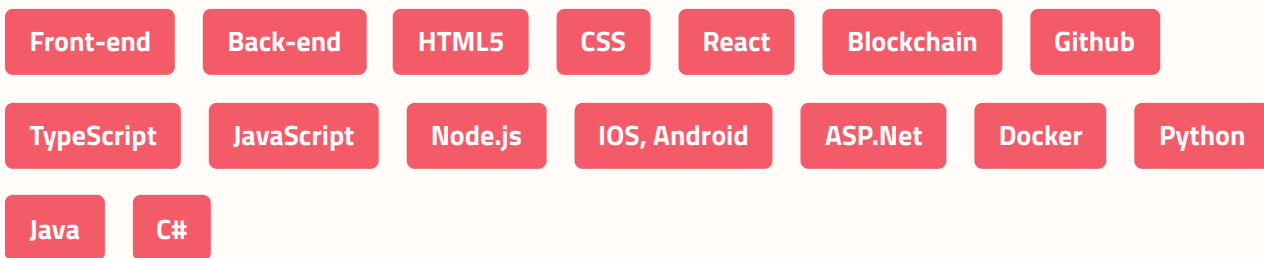 Front-end Back-end HTML5 CSS React Blockchain Github
TypeScript JavaScript Node.js IOS, Android ASP.Net Docker Python
Java C#